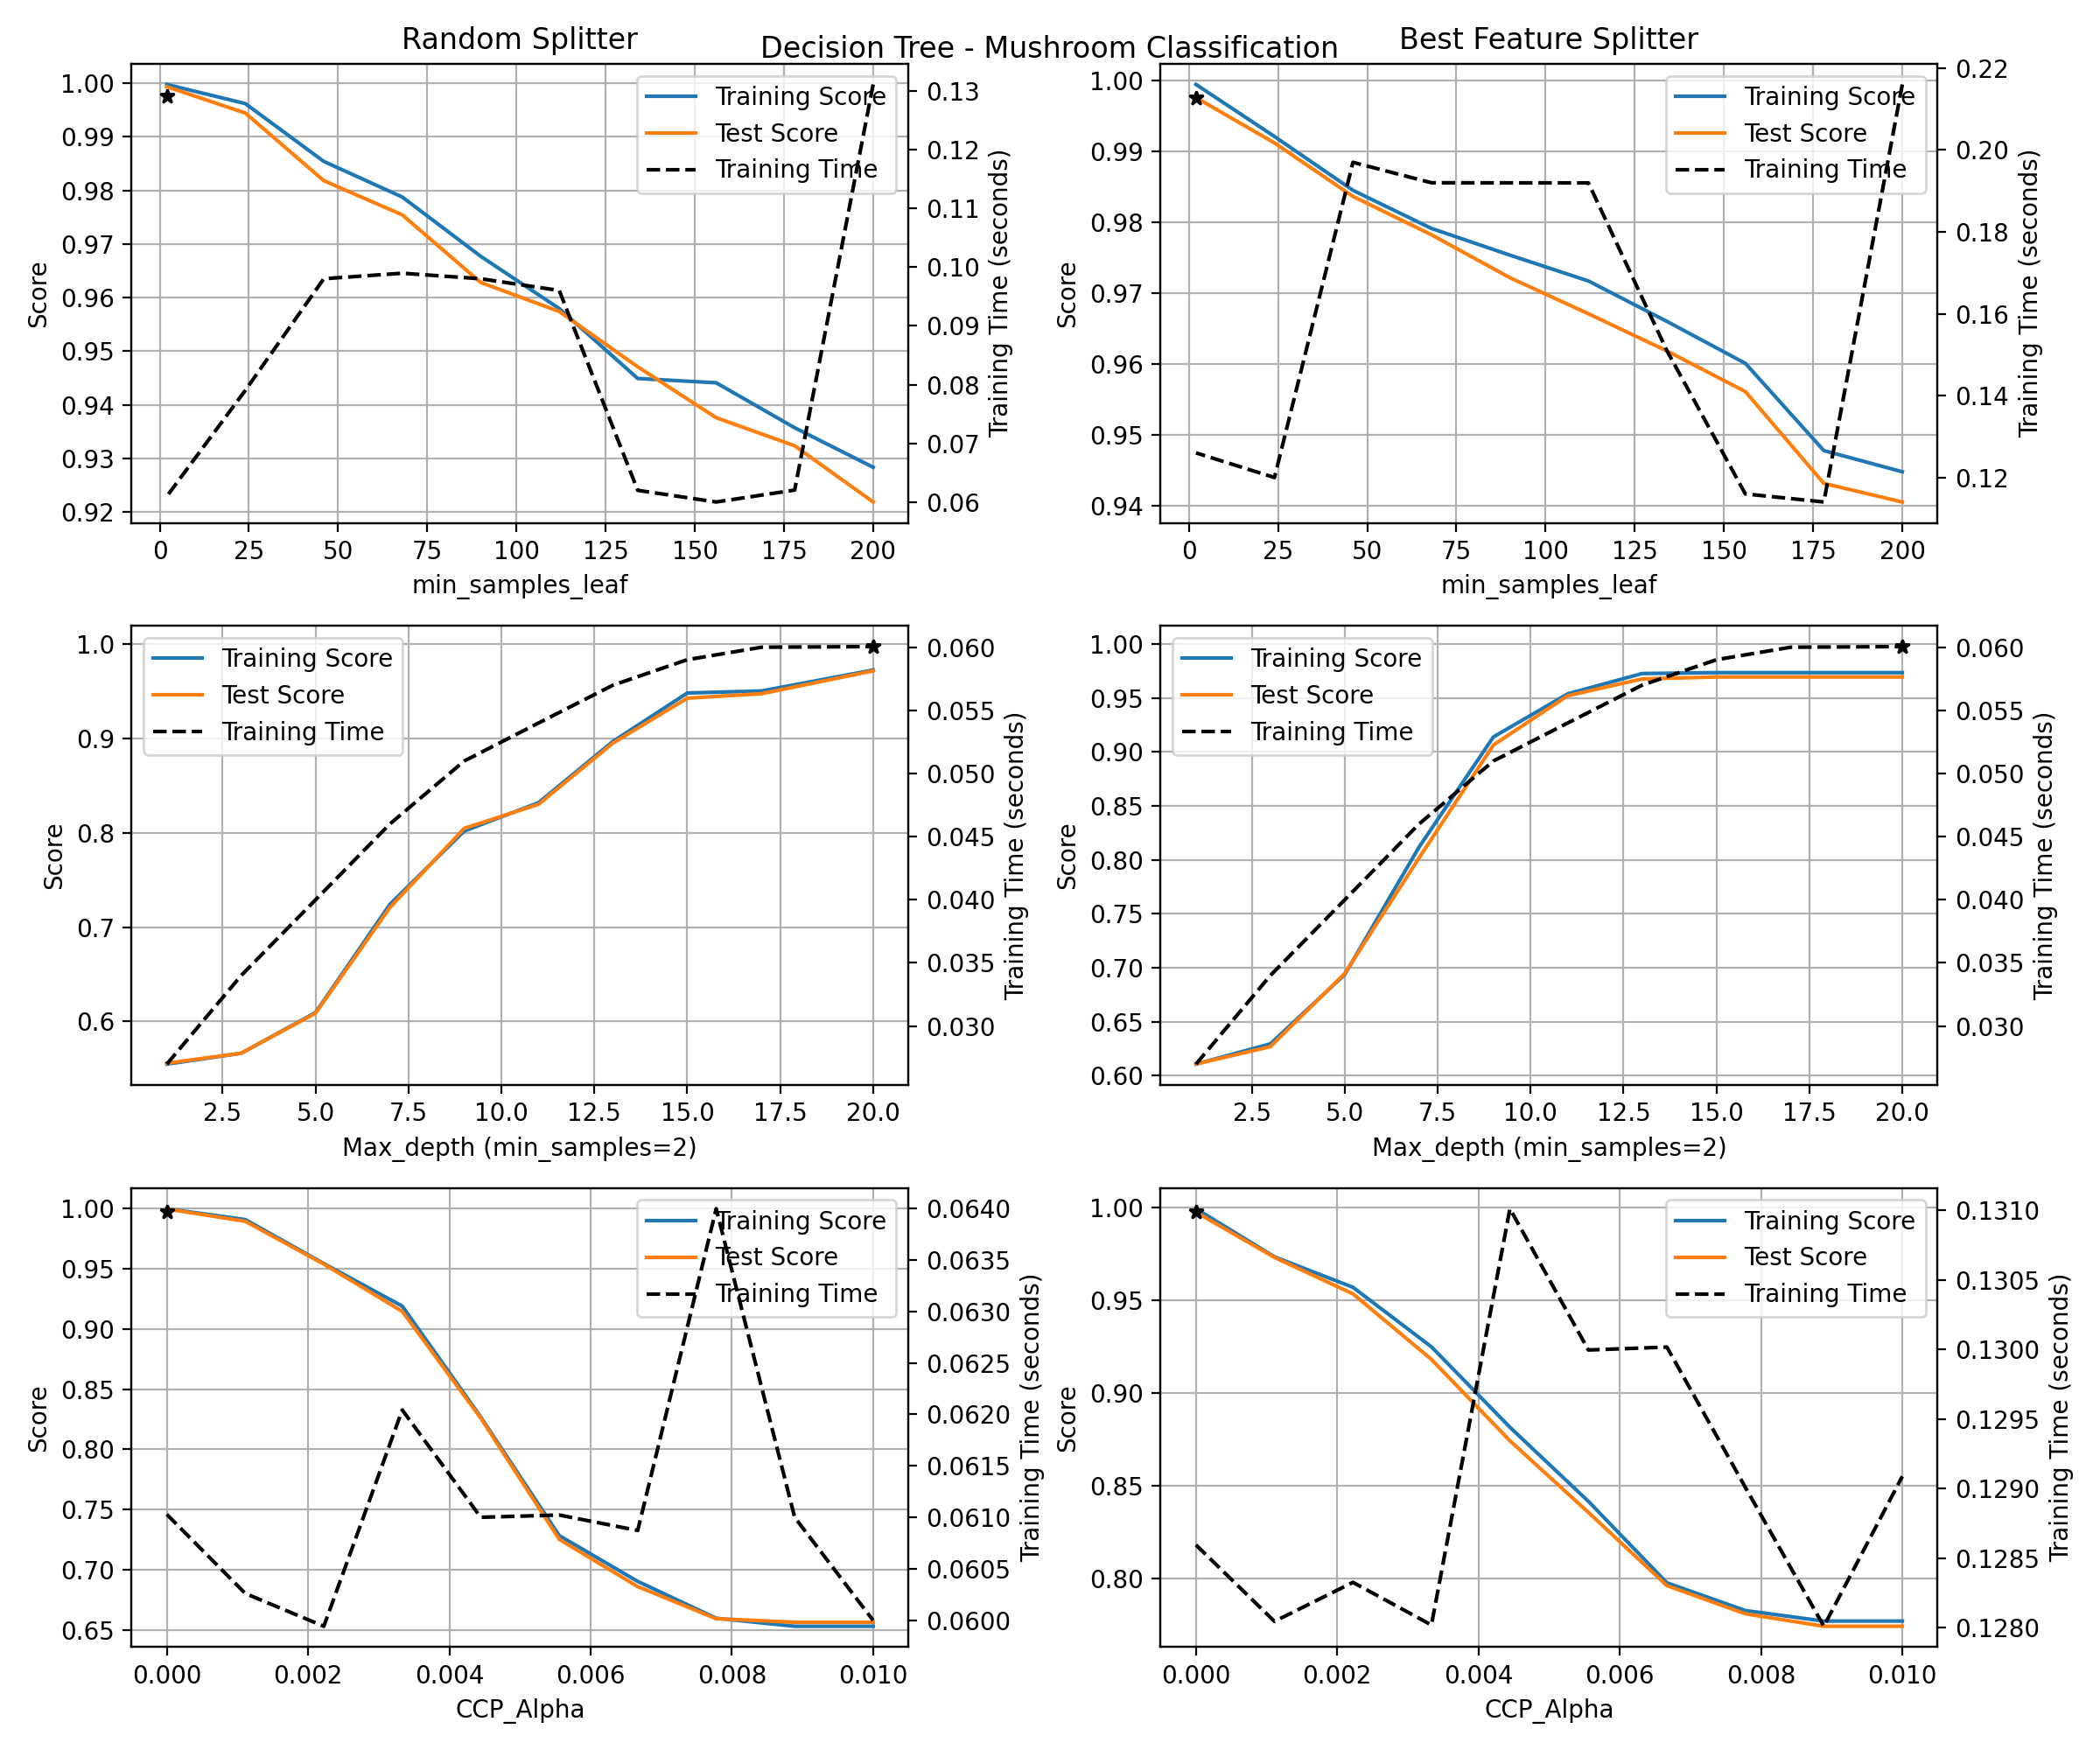 Decision Tree - Mushroom Classification
Random Splitter
1.00
0.99
0.98
0.97
0.96
0.95
0.94
0.93
0.92
Score
Training Score
Test Score
Training Time
0.13
0.12
0.11
0.10
0.09
0.08
0.07
0.06
Training Time (seconds)
0 25 50 75 100 125 150 175 200
min_samples_leaf
Best Feature Splitter
1.00
0.99
0.98
0.97
0.96
0.95
0.94
Score
Training Score
Test Score
Training Time
0.22
0.20
0.18
0.16
0.14
0.12
Training Time (seconds)
0 25 50 75 100 125 150 175 200
min_samples_leaf
1.0
0.9
0.8
0.7
0.6
Score
Training Score
Test Score
Training Time
0.060
0.055
0.050
0.045
0.040
0.035
0.030
Training Time (seconds)
2.5 5.0 7.5 10.0 12.5 15.0 17.5 20.0
Max_depth (min_samples=2)
1.00
0.95
0.90
0.85
0.80
0.75
0.70
0.65
0.60
Score
Training Score
Test Score
Training Time
0.060
0.055
0.050
0.045
0.040
0.035
0.030
Training Time (seconds)
2.5 5.0 7.5 10.0 12.5 15.0 17.5 20.0
Max_depth (min_samples=2)
1.00
0.95
0.90
0.85
0.80
0.75
0.70
0.65
Score
Training Score
Test Score
Training Time
0.0640
0.0635
0.0630
0.0625
0.0620
0.0615
0.0610
0.0605
0.0600
Training Time (seconds)
0.000 0.002 0.004 0.006 0.008 0.010
CCP_Alpha
1.00
0.95
0.90
0.85
0.80
Score
Training Score
Test Score
Training Time
0.1310
0.1305
0.1300
0.1295
0.1290
0.1285
0.1280
Training Time (seconds)
0.000 0.002 0.004 0.006 0.008 0.010
CCP_Alpha